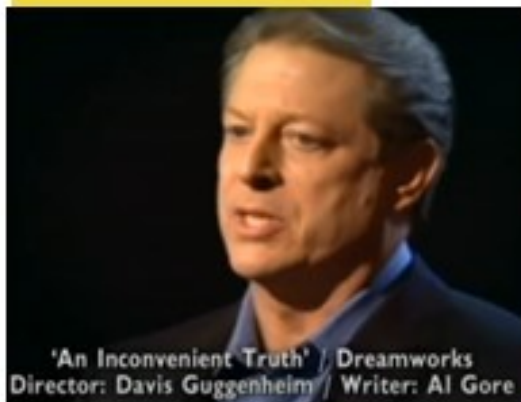 'An Inconvenient Truth' / Dreamworks
Director: Davis Guggenheim / Writer: Al Gore